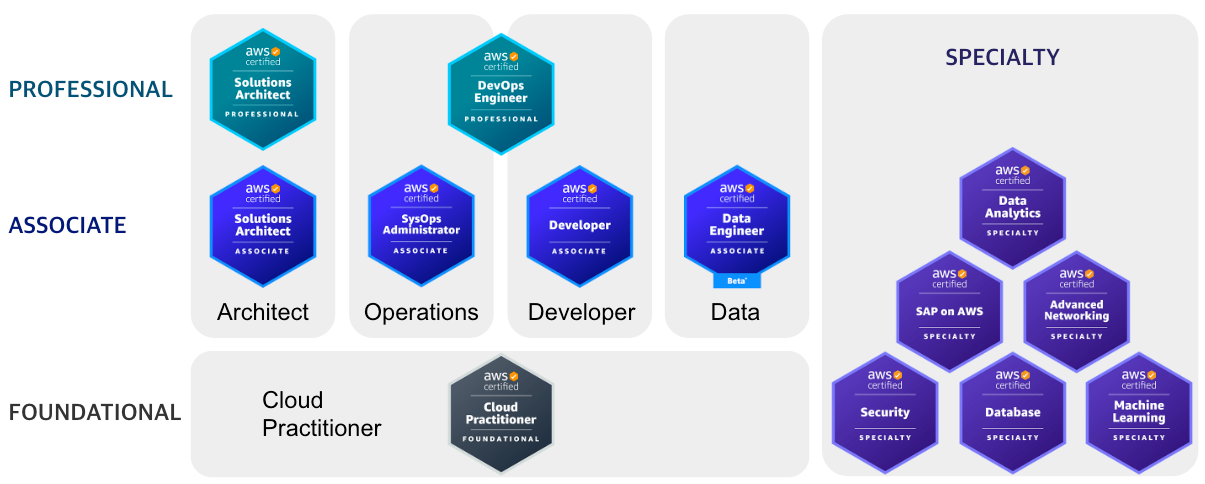 PROFESSIONAL
aws
certified
Solutions
Architect
PROFESSIONAL
aws
certified
DevOps
Engineer
PROFESSIONAL
SPECIALTY
ASSOCIATE
aws
certified
Solutions
Architect
ASSOCIATE
aws
certified
SysOps
Administrator
ASSOCIATE
aws
certified
Developer
ASSOCIATE
aws
certified
Data
Engineer
ASSOCIATE
Beta*
Architect
Operations
Developer
Data
aws
certified
Data
Analytics
SPECIALTY
aws
certified
SAP on AWS
SPECIALTY
aws
certified
Advanced
Networking
SPECIALTY
aws
certified
Security
SPECIALTY
aws
certified
Database
SPECIALTY
aws
certified
Machine
Learning
SPECIALTY
FOUNDATIONAL
Cloud
Practitioner
aws
certified
Cloud
Practitioner
FOUNDATIONAL